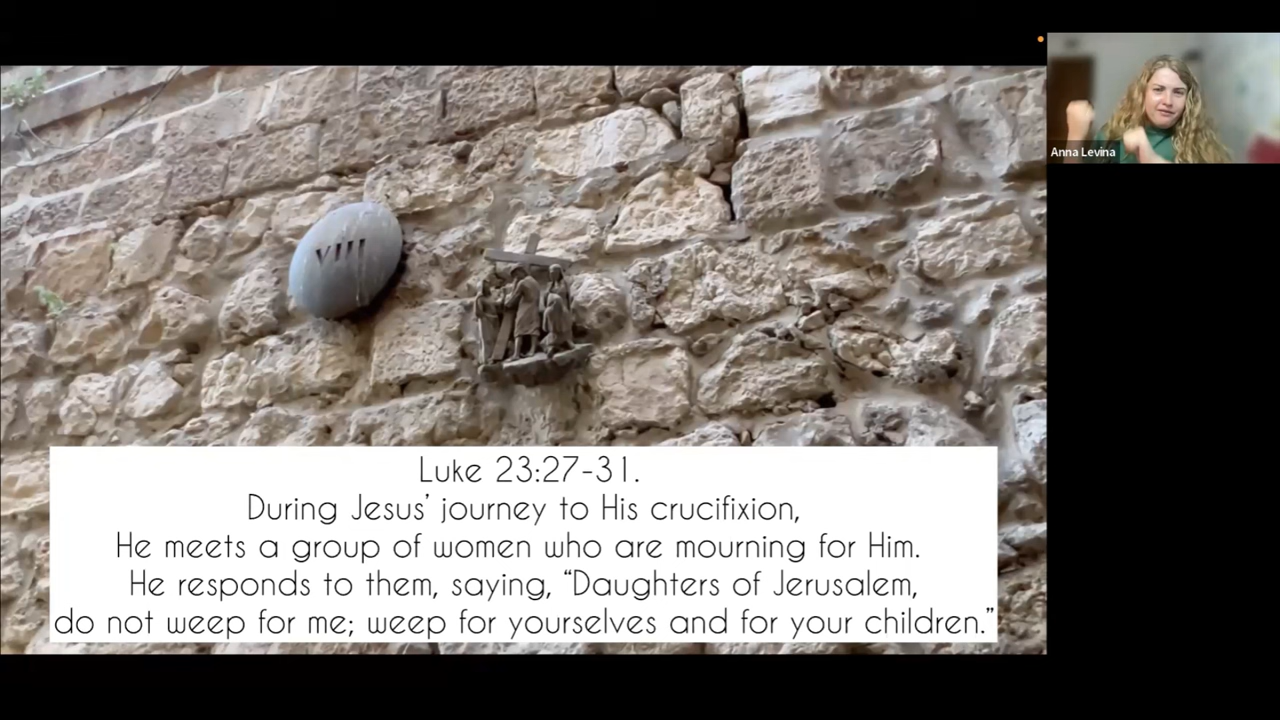 VIII
Anna Levina
Luke 23:27-31.
During Jesus’ journey to His crucifixion,
He meets a group of women who are mourning for Him.
He responds to them, saying, “Daughters of Jerusalem,
do not weep for me; weep for yourselves and for your children.”